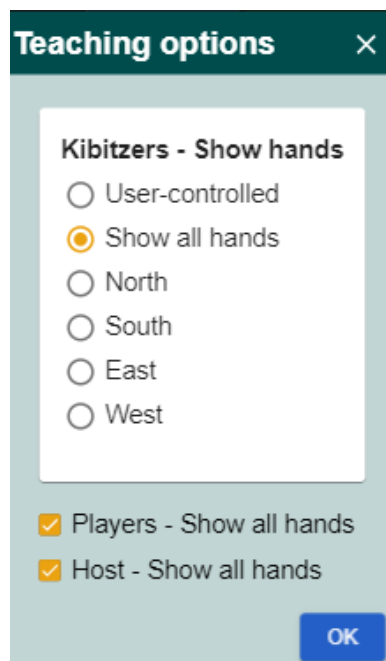 Teaching options
Kibitzers - Show hands
User-controlled
Show all hands
North
South
East
West
Players - Show all hands
Host - Show all hands
OK